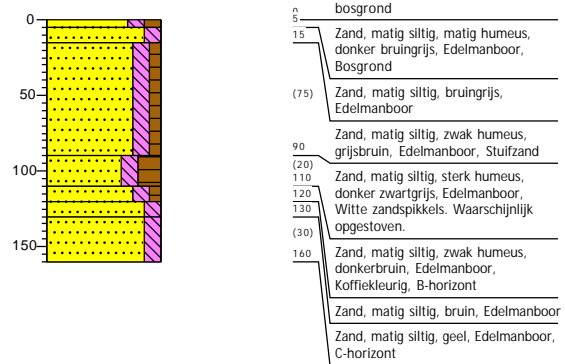 0
50
100
150
0
bosgrond
5
15
Zand, matig siltig, matig humeus,
donker bruingrijs, Edelmanboor,
Bosgrond
(75)
Zand, matig siltig, bruingrijs,
Edelmanboor
90
Zand, matig siltig, zwak humeus,
grijsbruin, Edelmanboor, Stuifzand
(20)
110
Zand, matig siltig, sterk humeus,
donker zwartgrijs, Edelmanboor,
Witte zandspikkels. Waarschijnlijk
opgestoven.
120
130
(30)
160
Zand, matig siltig, zwak humeus,
donkerbruin, Edelmanboor,
Koffiekleurig, B-horizont
Zand, matig siltig, bruin, Edelmanboor
Zand, matig siltig, geel, Edelmanboor,
C-horizont